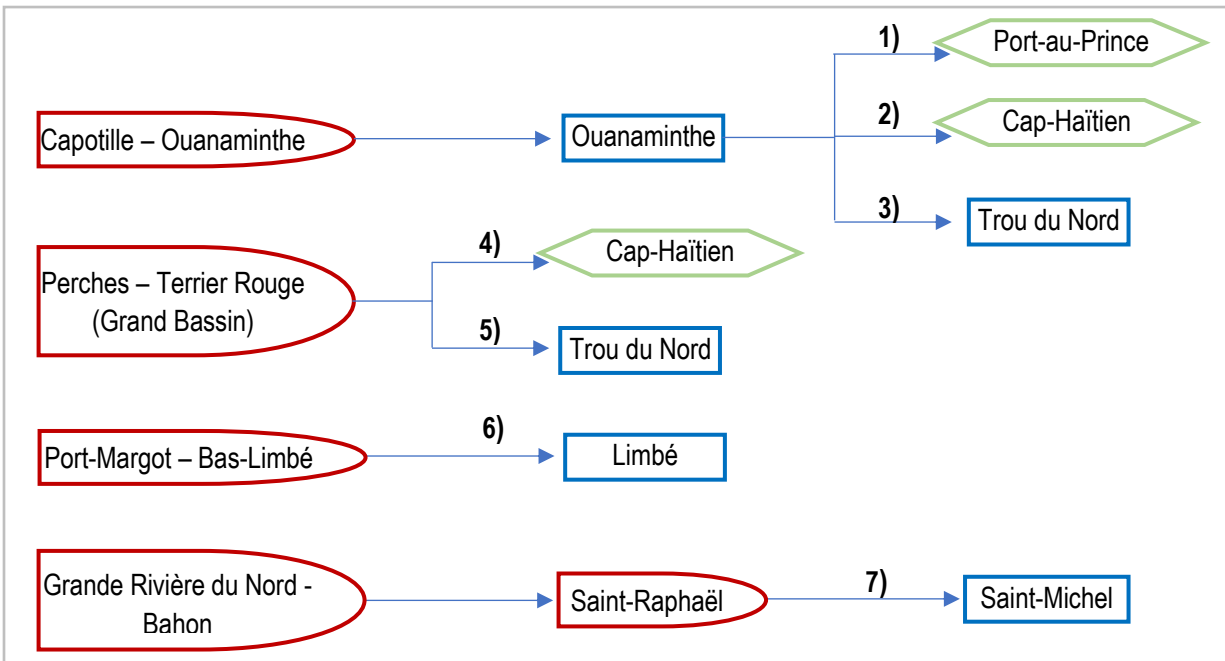 1)
Port-au-Prince
2)
Cap-Haïtien
Capotille – Ouanaminthe
Ouanaminthe
3)
Trou du Nord
4)
Cap-Haïtien
Perches – Terrier Rouge
(Grand Bassin)
5)
Trou du Nord
6)
Port-Margot – Bas-Limbé
Limbé
Grande Rivière du Nord -
Bahon
Saint-Raphaël
7)
Saint-Michel